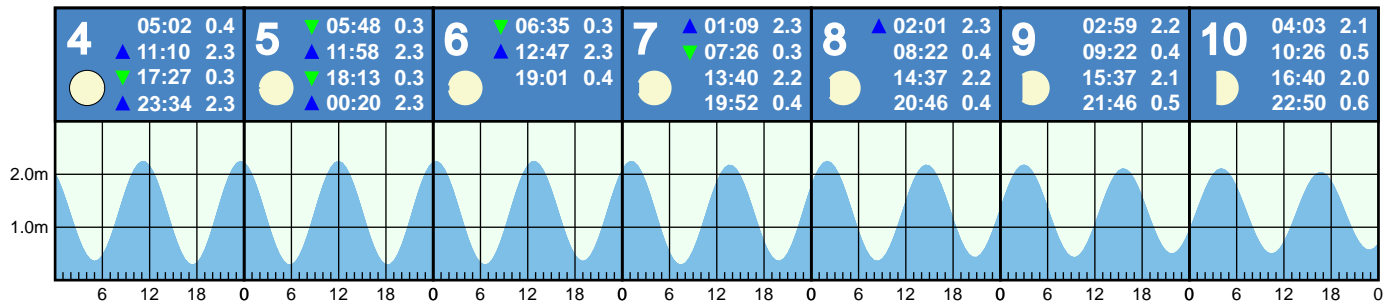 4
05:02 0.4
▲ 11:10 2.3
▼ 17:27 0.3
▲ 23:34 2.3
5
▼ 05:48 0.3
▲ 11:58 2.3
▼ 18:13 0.3
▲ 00:20 2.3
6
▼ 06:35 0.3
▲ 12:47 2.3
19:01 0.4
7
▲ 01:09 2.3
▼ 07:26 0.3
13:40 2.2
19:52 0.4
8
▲ 02:01 2.3
08:22 0.4
14:37 2.2
20:46 0.4
9
02:59 2.2
09:22 0.4
15:37 2.1
21:46 0.5
10
04:03 2.1
10:26 0.5
16:40 2.0
22:50 0.6
2.0m
1.0m
6 12 18 0 6 12 18 0 6 12 18 0 6 12 18 0 6 12 18 0 6 12 18 0 6 12 18 0